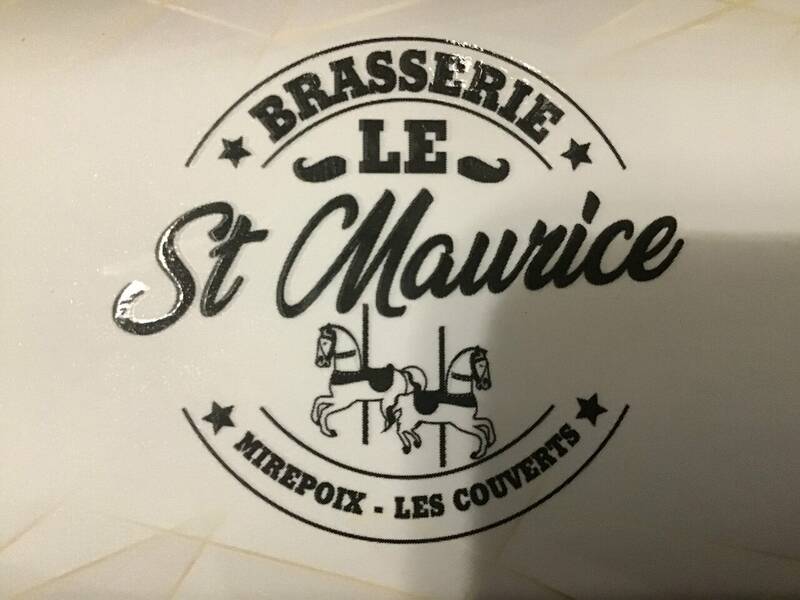 BRASSERIE
LE
St Maurice
MIREPOIX - LES COUVERTS